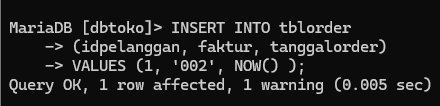 MariaDB [dbtoko]> INSERT INTO tblorder
    -> (idpelanggan, faktur, tanggalorder)
    -> VALUES (1, '002', NOW() );
Query OK, 1 row affected, 1 warning (0.005 sec)